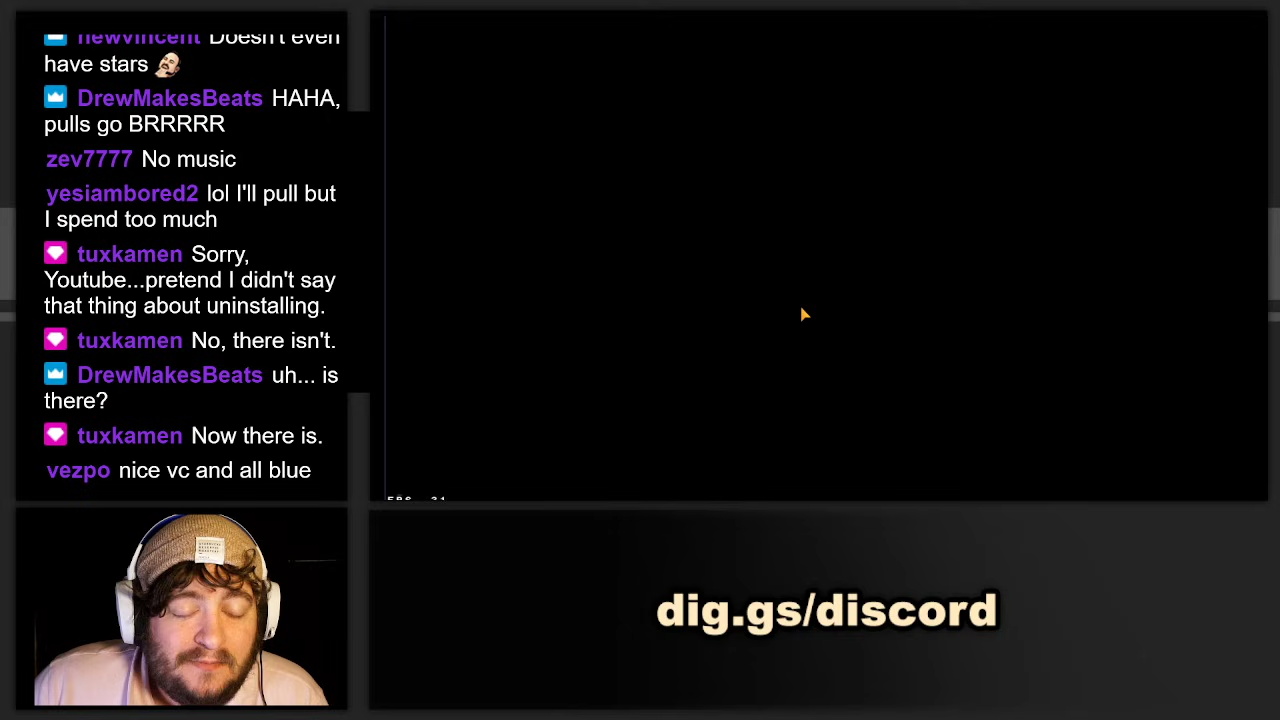 newvincent Doesn't even
have stars
DrewMakesBeats HAHA,
pulls go BRRRRR
zev7777 No music
yesiambored2 lol I'll pull but
I spend too much
tuxkamen Sorry,
Youtube...pretend I didn't say
that thing about uninstalling.
tuxkamen No, there isn't.
DrewMakesBeats uh... is
there?
tuxkamen Now there is.
vezpo nice vc and all blue
dig.gs/discord